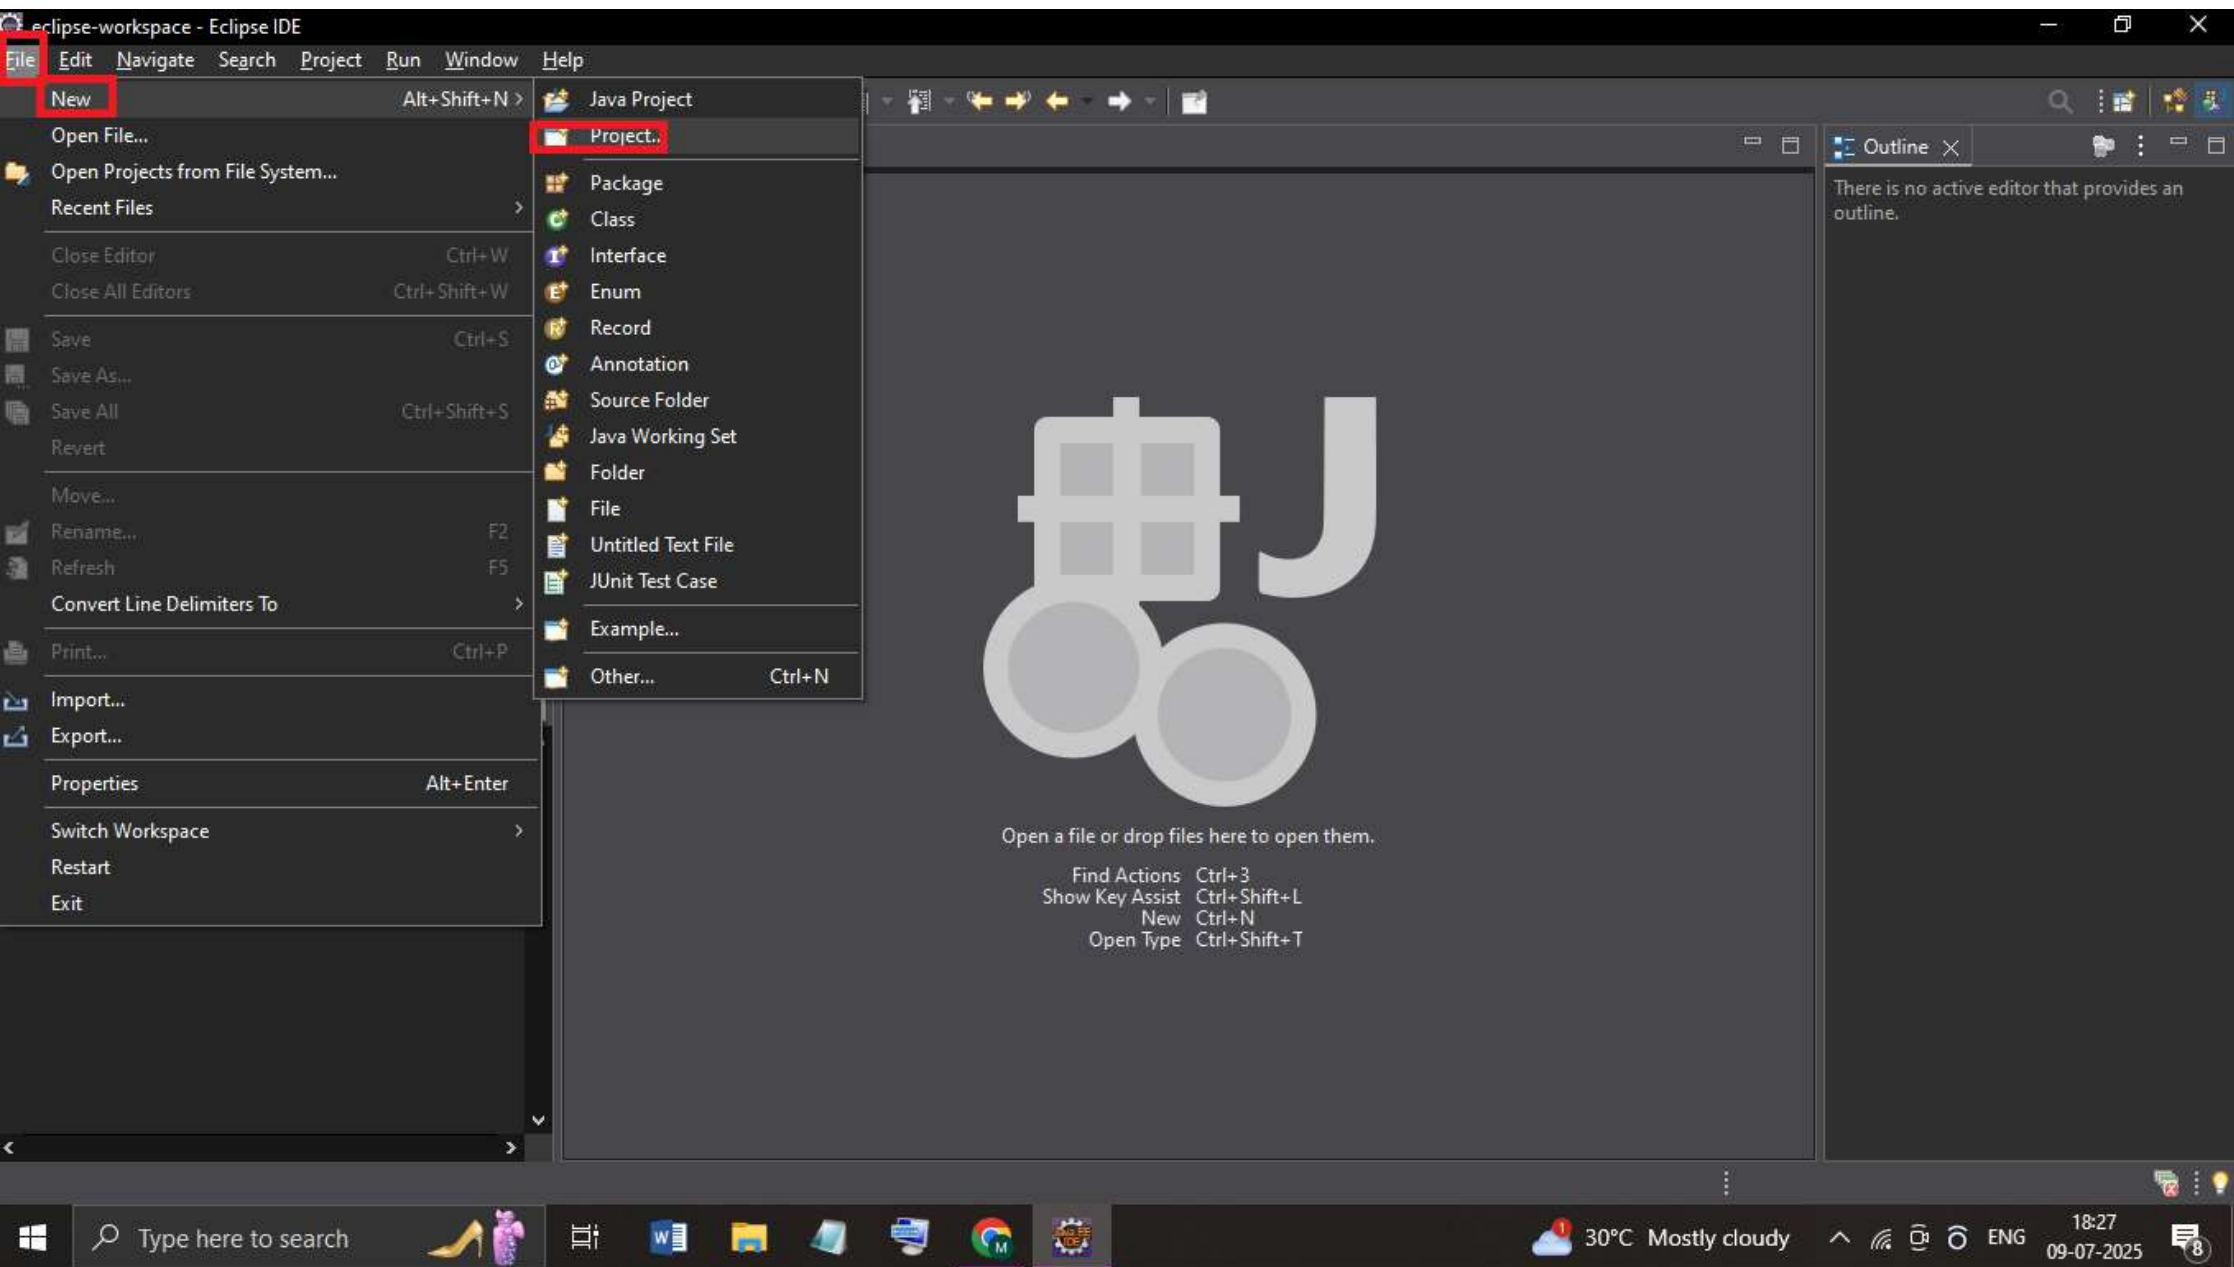 eclipse-workspace - Eclipse IDE
File Edit Navigate Search Project Run Window Help
New Alt+Shift+N >
Open File...
Open Projects from File System...
Recent Files >
Close Editor Ctrl+W
Close All Editors Ctrl+Shift+W
Save Ctrl+S
Save As...
Save All Ctrl+Shift+S
Revert
Move...
Rename... F2
Refresh F5
Convert Line Delimiters To >
Print... Ctrl+P
Import...
Export...
Properties Alt+Enter
Switch Workspace >
Restart
Exit
Java Project
Project..
Package
Class
Interface
Enum
Record
Annotation
Source Folder
Java Working Set
Folder
File
Untitled Text File
JUnit Test Case
Example...
Other... Ctrl+N
J
Open a file or drop files here to open them.
Find Actions Ctrl+3
Show Key Assist Ctrl+Shift+L
New Ctrl+N
Open Type Ctrl+Shift+T
Outline
There is no active editor that provides an
outline.
Type here to search
30°C Mostly cloudy
ENG
18:27
09-07-2025
8